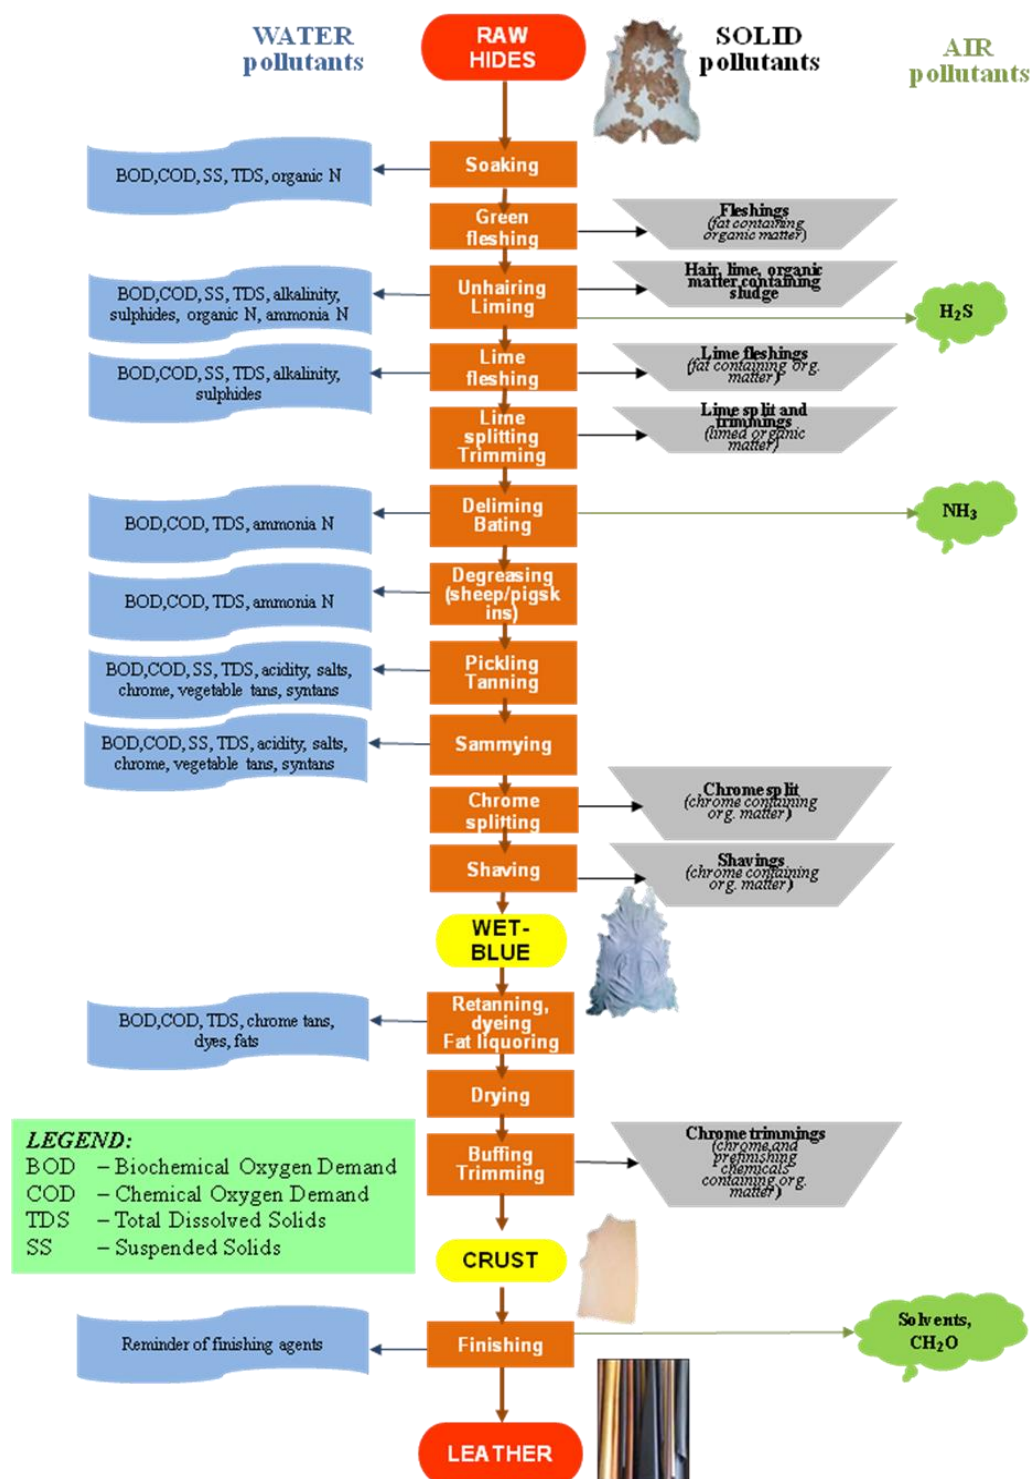 WATER
pollutants
RAW
HIDES
SOLID
pollutants
AIR
pollutants
BOD,COD, SS, TDS, organic N
Soaking
Green
fleshing
Fleshings
(fat containing
organic matter)
BOD,COD, SS, TDS, alkalinity,
sulphides, organic N, ammonia N
Unhairing
Liming
Hair, lime, organic
matter containing
sludge
H₂S
BOD,COD, SS, TDS, alkalinity,
sulphides
Lime
fleshing
Lime fleshings
(fat containing org.
matter)
Lime
splitting
Trimming
Lime split and
trimmings
(limed organic
matter)
BOD,COD, TDS, ammonia N
Deliming
Bating
NH₃
BOD,COD, TDS, ammonia N
Degreasing
(sheep/pigsk
ins)
BOD,COD, SS, TDS, acidity, salts,
chrome, vegetable tans, syntans
Pickling
Tanning
BOD,COD, SS, TDS, acidity, salts,
chrome, vegetable tans, syntans
Sammying
Chrome
splitting
Chrome split
(chrome containing
org. matter)
Shaving
Shavings
(chrome containing
org. matter)
WET-
BLUE
BOD,COD, TDS, chrome tans,
dyes, fats
Retanning,
dyeing
Fat liquoring
Drying
Buffing
Trimming
Chrome trimmings
(chrome and
prefinishing
chemicals
containing org.
matter)
LEGEND:
BOD – Biochemical Oxygen Demand
COD – Chemical Oxygen Demand
TDS – Total Dissolved Solids
SS – Suspended Solids
CRUST
Reminder of finishing agents
Finishing
Solvents,
CH₂O
LEATHER